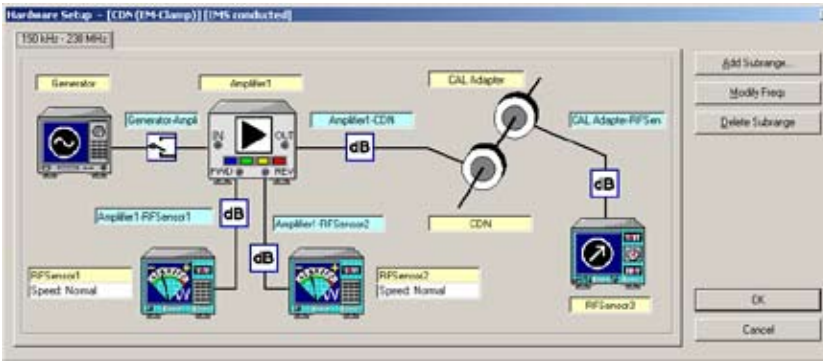 Hardware Setup - [CDN (EM-Clamp)] [IMS conducted]
150 kHz - 230 MHz
Add Subrange...
Generator
Amplifier1
CAL Adapter
Modify Freq.
Generator-Ampli
Amplifier1-CDN
CAL Adapter-RFSen
Delete Subrange
IN
OUT
dB
FWD
REV
dB
Amplifier1-RFSensor1
dB
Amplifier1-RFSensor2
CDN
dB
RFSensor1
Speed: Normal
RFSensor2
Speed: Normal
RFSensor3
OK
Cancel